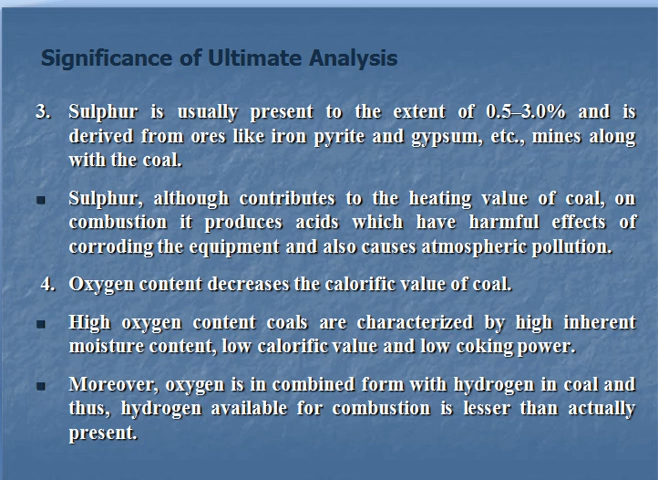 Significance of Ultimate Analysis
3. Sulphur is usually present to the extent of 0.5–3.0% and is
derived from ores like iron pyrite and gypsum, etc., mines along
with the coal.
▪ Sulphur, although contributes to the heating value of coal, on
combustion it produces acids which have harmful effects of
corroding the equipment and also causes atmospheric pollution.
4. Oxygen content decreases the calorific value of coal.
▪ High oxygen content coals are characterized by high inherent
moisture content, low calorific value and low coking power.
▪ Moreover, oxygen is in combined form with hydrogen in coal and
thus, hydrogen available for combustion is lesser than actually
present.